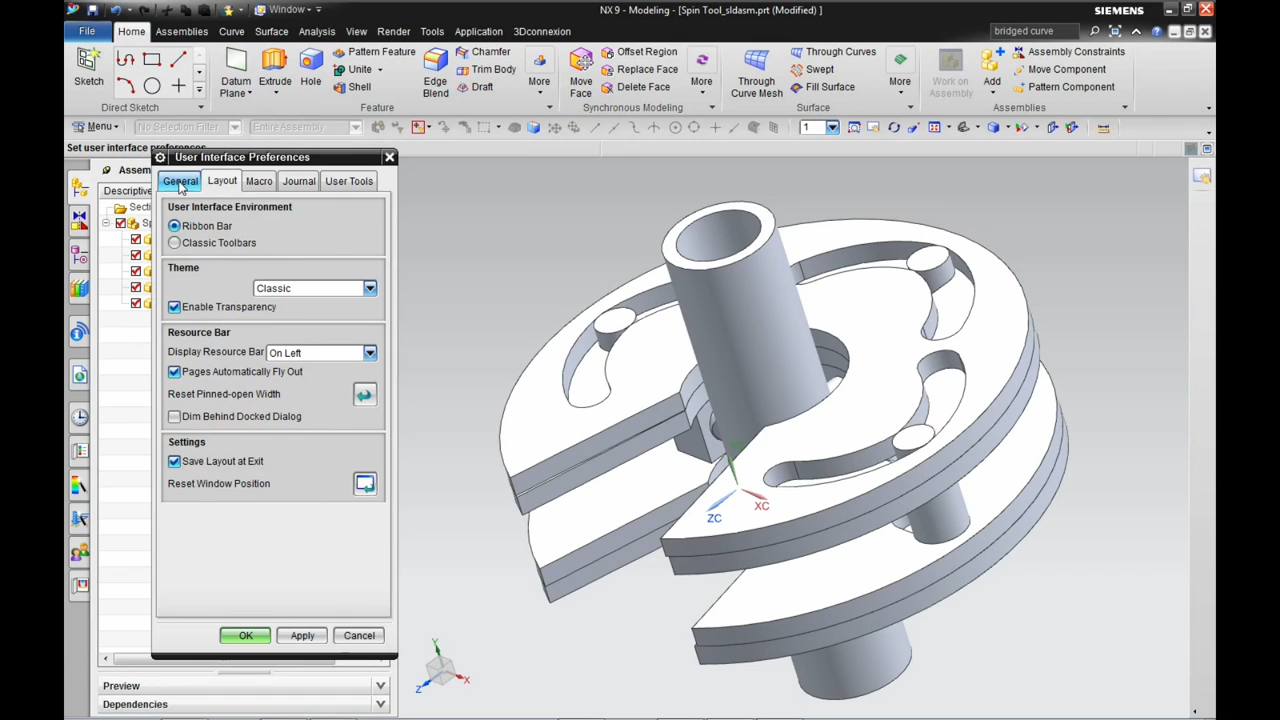 Window
NX 9 - Modeling - [Spin Tool_sldasm.prt (Modified) ]
SIEMENS
File Home Assemblies Curve Surface Analysis View Render Tools Application 3Dconnexion
bridged curve
Sketch
Direct Sketch
Datum Plane
Extrude
Hole
Pattern Feature
Unite
Shell
Edge Blend
Chamfer
Trim Body
Draft
More
Feature
Move Face
Offset Region
Replace Face
Delete Face
More
Synchronous Modeling
Through Curve Mesh
Through Curves
Swept
Fill Surface
More
Surface
Work on Assembly
Add
Assembly Constraints
Move Component
Pattern Component
Assemblies
Menu
No Selection Filter
Entire Assembly
1
Set user interface preferences
Assem
Descriptive
Secti
Sp
User Interface Preferences
General Layout Macro Journal User Tools
User Interface Environment
Ribbon Bar
Classic Toolbars
Theme
Classic
Enable Transparency
Resource Bar
Display Resource Bar On Left
Pages Automatically Fly Out
Reset Pinned-open Width
Dim Behind Docked Dialog
Settings
Save Layout at Exit
Reset Window Position
OK Apply Cancel
Preview
Dependencies
ZC
XC
Y
Z
X